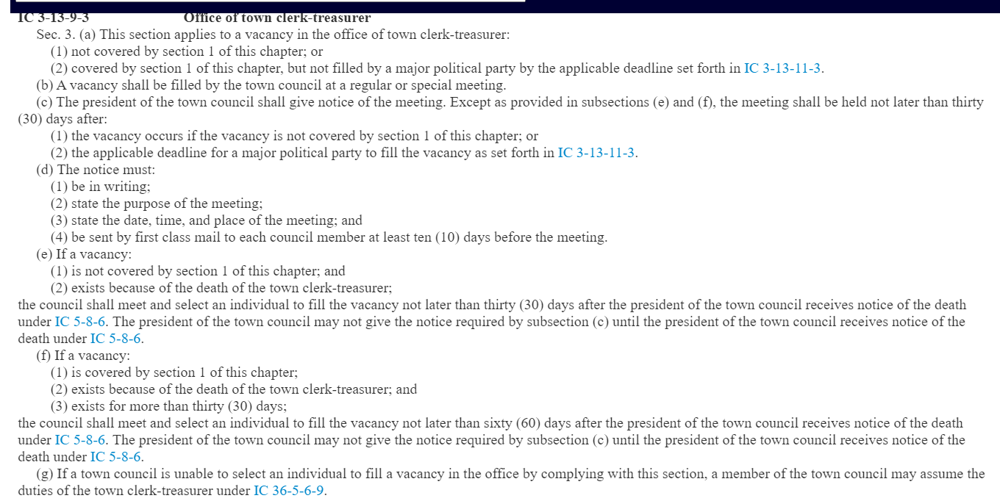 IC 3-13-9-3 Office of town clerk-treasurer
Sec. 3. (a) This section applies to a vacancy in the office of town clerk-treasurer:
(1) not covered by section 1 of this chapter; or
(2) covered by section 1 of this chapter, but not filled by a major political party by the applicable deadline set forth in IC 3-13-11-3.
(b) A vacancy shall be filled by the town council at a regular or special meeting.
(c) The president of the town council shall give notice of the meeting. Except as provided in subsections (e) and (f), the meeting shall be held not later than thirty
(30) days after:
(1) the vacancy occurs if the vacancy is not covered by section 1 of this chapter; or
(2) the applicable deadline for a major political party to fill the vacancy as set forth in IC 3-13-11-3.
(d) The notice must:
(1) be in writing;
(2) state the purpose of the meeting;
(3) state the date, time, and place of the meeting; and
(4) be sent by first class mail to each council member at least ten (10) days before the meeting.
(e) If a vacancy:
(1) is not covered by section 1 of this chapter; and
(2) exists because of the death of the town clerk-treasurer;
the council shall meet and select an individual to fill the vacancy not later than thirty (30) days after the president of the town council receives notice of the death
under IC 5-8-6. The president of the town council may not give the notice required by subsection (c) until the president of the town council receives notice of the
death under IC 5-8-6.
(f) If a vacancy:
(1) is covered by section 1 of this chapter;
(2) exists because of the death of the town clerk-treasurer; and
(3) exists for more than thirty (30) days;
the council shall meet and select an individual to fill the vacancy not later than sixty (60) days after the president of the town council receives notice of the death
under IC 5-8-6. The president of the town council may not give the notice required by subsection (c) until the president of the town council receives notice of the
death under IC 5-8-6.
(g) If a town council is unable to select an individual to fill a vacancy in the office by complying with this section, a member of the town council may assume the
duties of the town clerk-treasurer under IC 36-5-6-9.